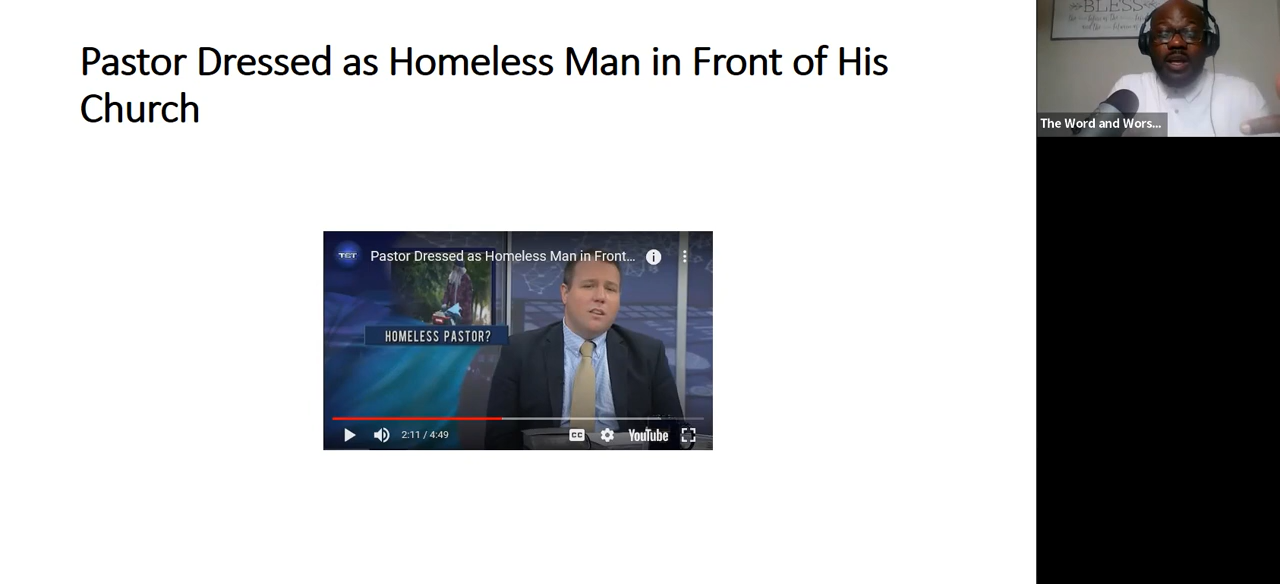 Pastor Dressed as Homeless Man in Front of His
Church
BLESS
The Word and Wors...
TCT
Pastor Dressed as Homeless Man in Front...
HOMELESS PASTOR?
2:11 / 4:49
CC
YouTube